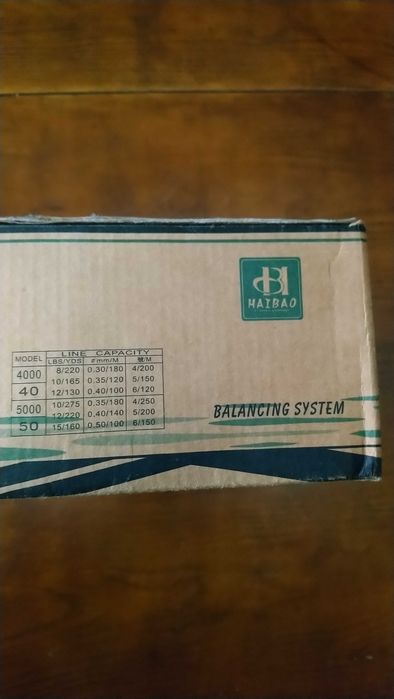 BH
HAIBAO
MODEL LINE CAPACITY
LBS/YDS #mm/M 號/M
4000 8/220 0.30/180 4/200
10/165 0.35/120 5/150
40 12/130 0.40/100 6/120
5000 10/275 0.35/180 4/250
12/220 0.40/140 5/200
50 15/160 0.50/100 6/150
BALANCING SYSTEM